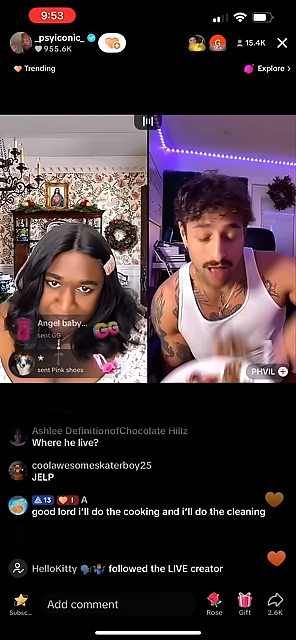 9:53
_psyiconic_
955.6K
15.4K
Trending
Explore >
Angel baby...
sent GG
GG
sent Pink shoes
PHVIL
Ashlee DefinitionofChocolate Hillz
Where he live?
coolawesomeskaterboy25
JELP
13 I A
good lord i'll do the cooking and i'll do the cleaning
HelloKitty followed the LIVE creator
Subsc...
Add comment
Rose
Gift
2.6K